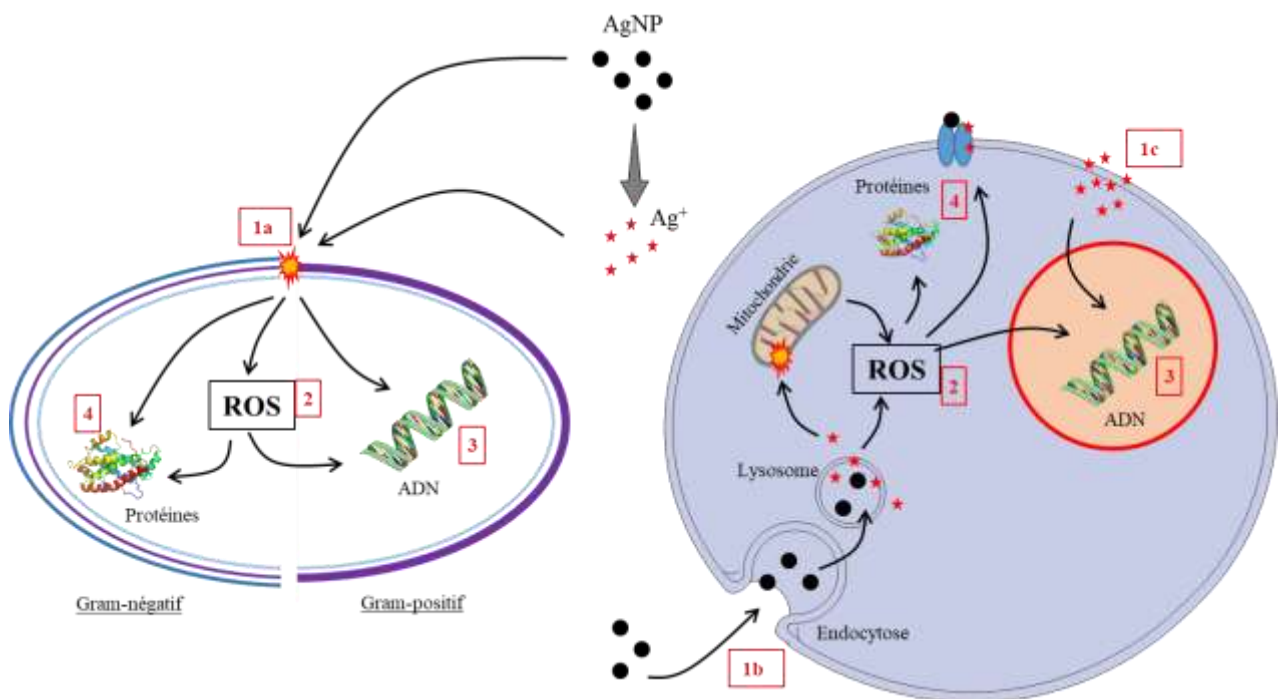 AgNP
Ag+
1a
ROS
2
4
Protéines
3
ADN
Gram-négatif
Gram-positif
1c
Protéines
4
Mitochondrie
ROS
2
3
ADN
Lysosome
Endocytose
1b